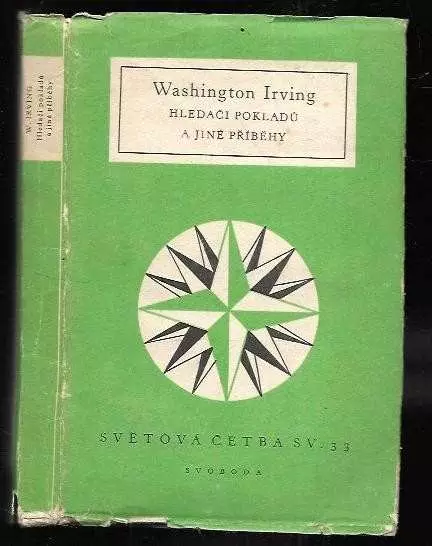 W. IRVING
Hledači pokladů
a jiné příběhy
Washington Irving
HLEDAČI POKLADŮ
A JINÉ PŘÍBĚHY
SVĚTOVÁ ČETBA SV. 33
SVOBODA